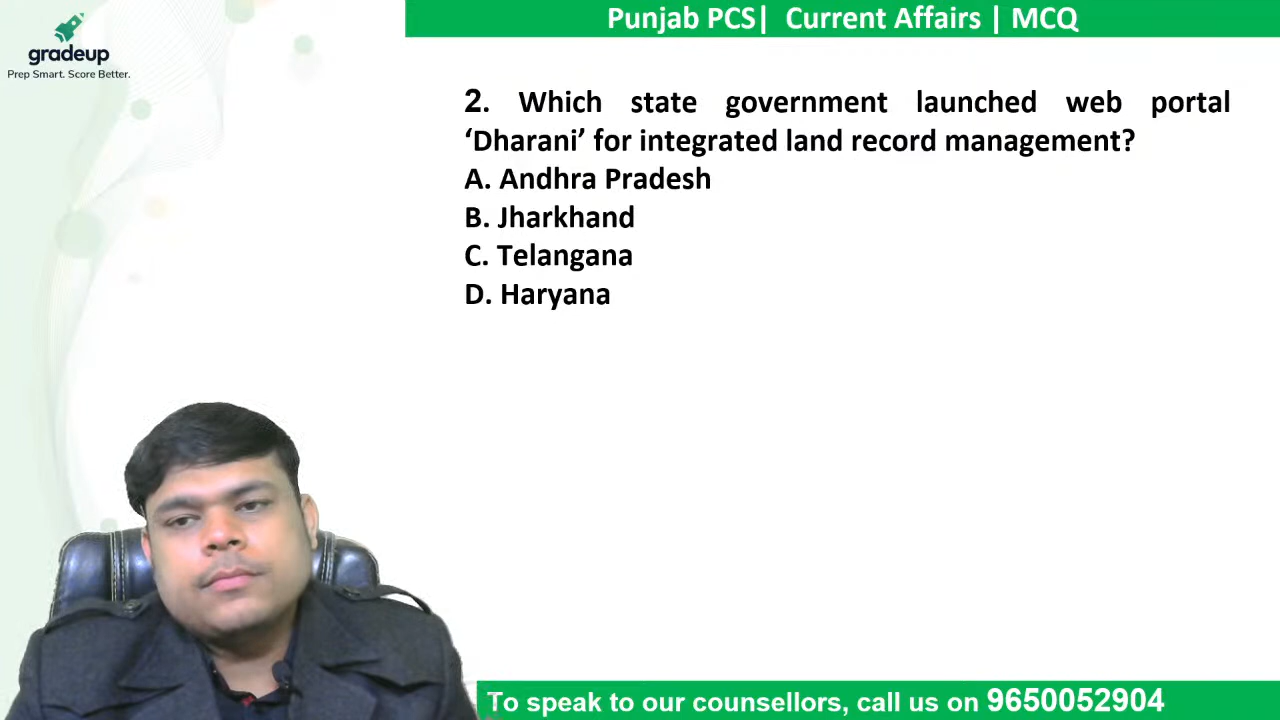 Punjab PCS| Current Affairs | MCQ
gradeup
Prep Smart. Score Better.
2. Which state government launched web portal
‘Dharani’ for integrated land record management?
A. Andhra Pradesh
B. Jharkhand
C. Telangana
D. Haryana
To speak to our counsellors, call us on 9650052904